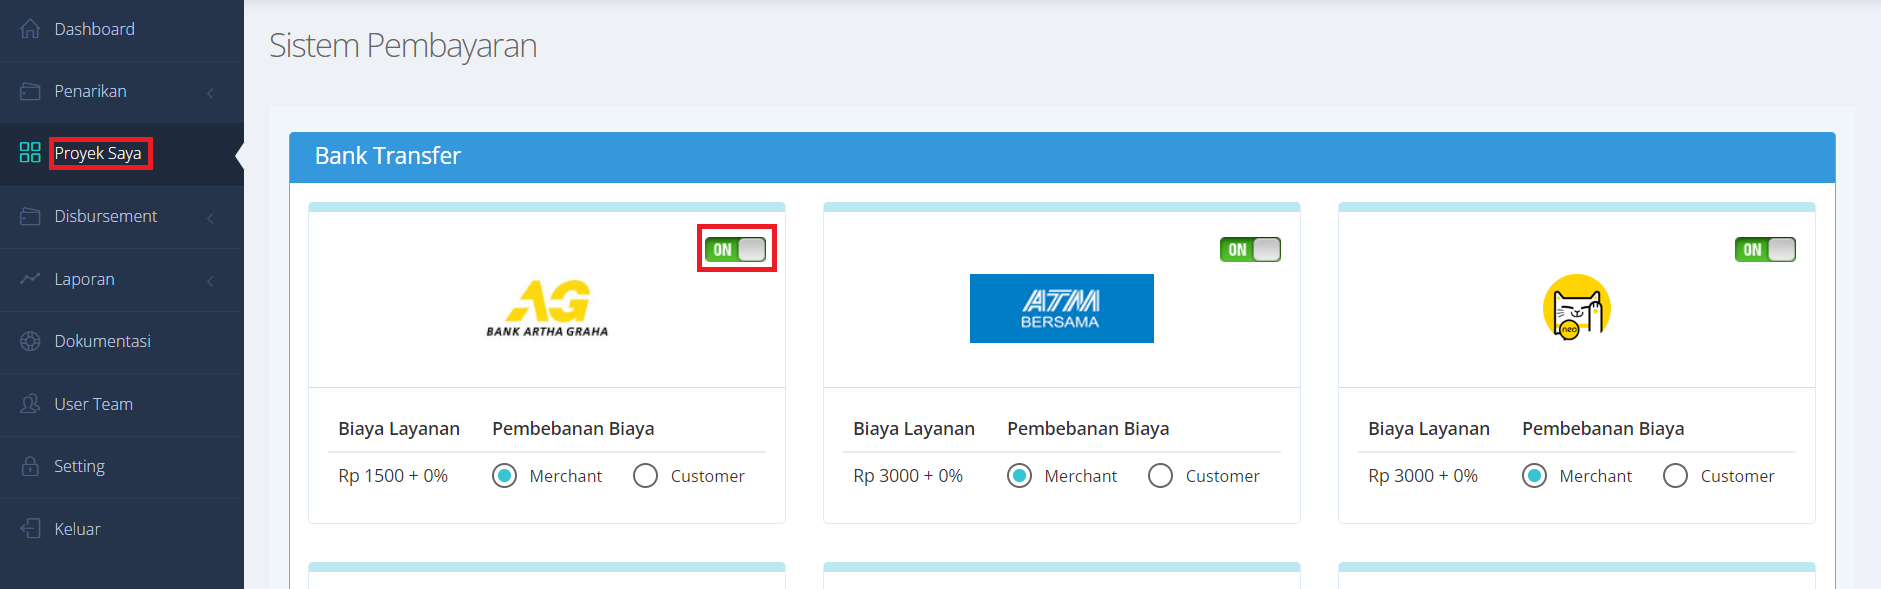 Dashboard
Penarikan
Proyek Saya
Disbursement
Laporan
Dokumentasi
User Team
Setting
Keluar
Sistem Pembayaran
Bank Transfer
ON
AG
BANK ARTHA GRAHA
Biaya Layanan Pembebanan Biaya
Rp 1500 + 0% Merchant Customer
ON
ATM
BERSAMA
Biaya Layanan Pembebanan Biaya
Rp 3000 + 0% Merchant Customer
ON
neo
Biaya Layanan Pembebanan Biaya
Rp 3000 + 0% Merchant Customer